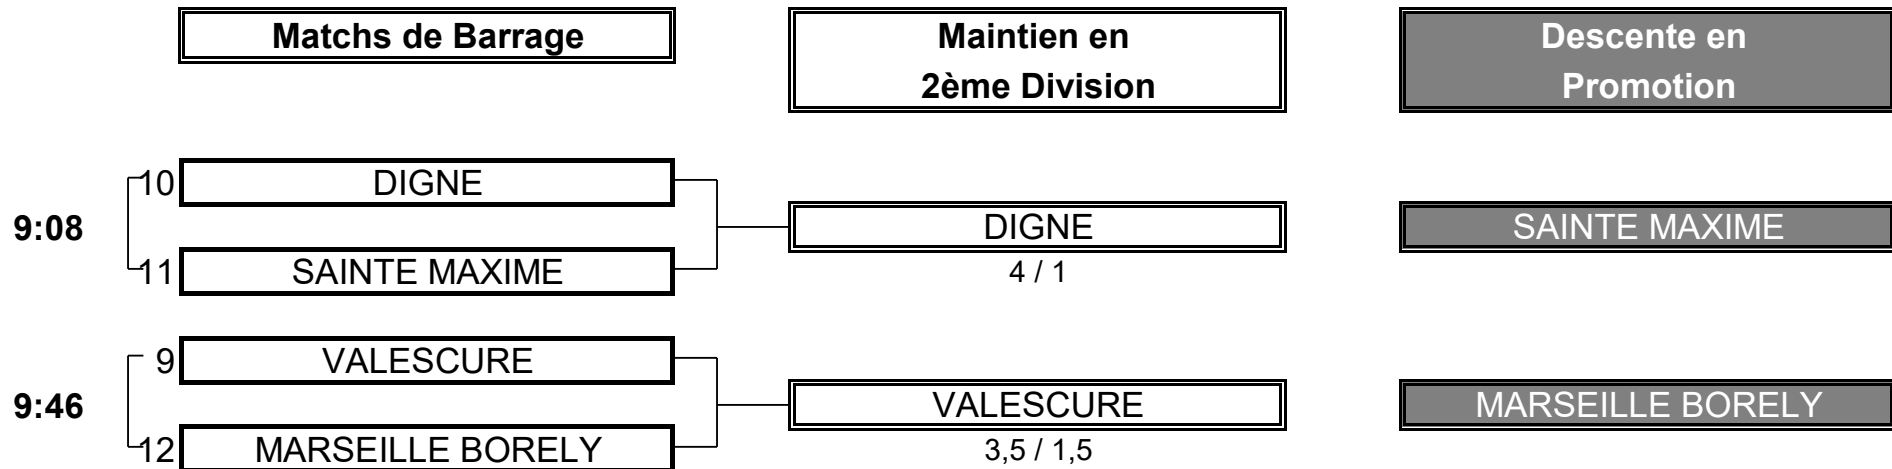 Matchs de Barrage
Maintien en
2ème Division
Descente en
Promotion
10 DIGNE
9:08 DIGNE SAINTE MAXIME
11 SAINTE MAXIME 4 / 1
9 VALESCURE
9:46 VALESCURE MARSEILLE BORELY
12 MARSEILLE BORELY 3,5 / 1,5